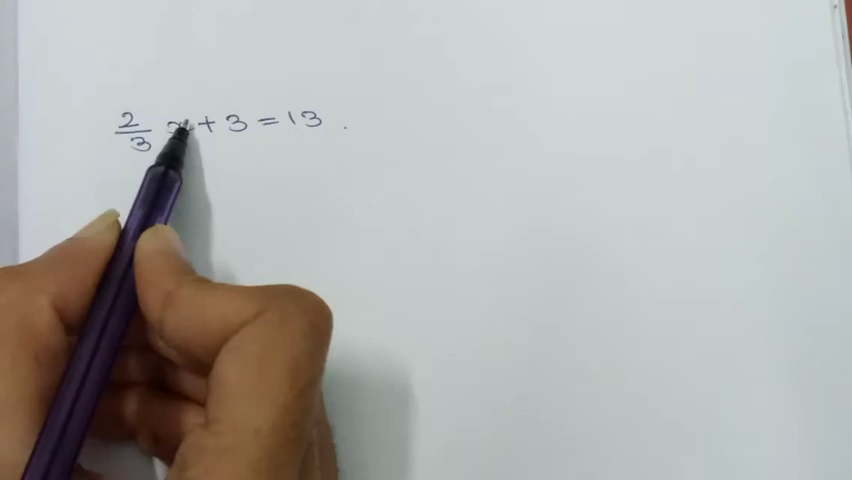 2/3 x + 3 = 13.